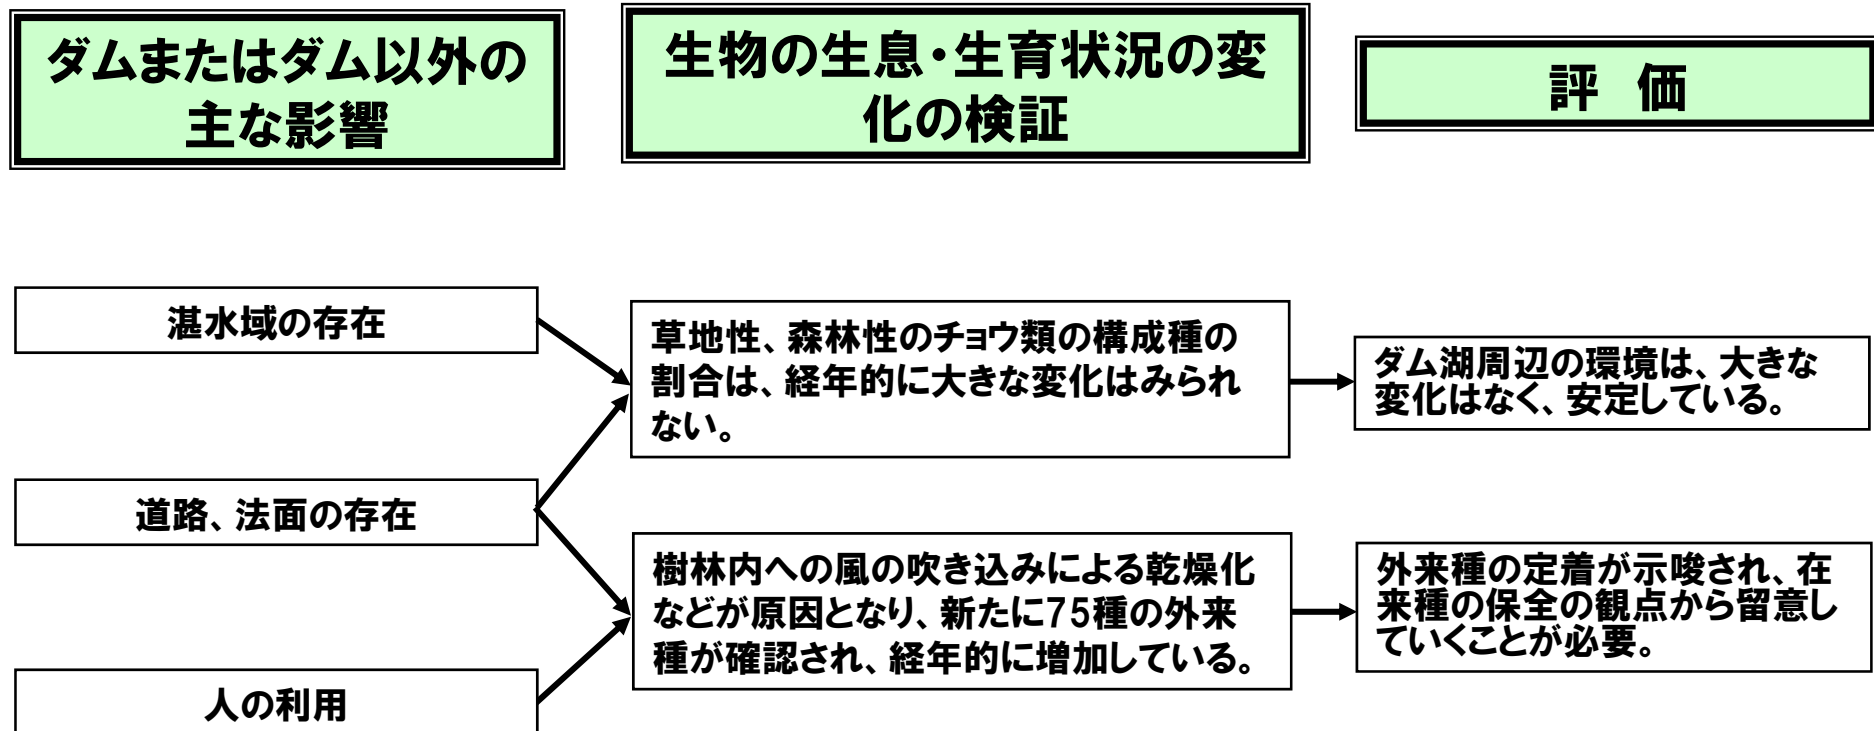 ダムまたはダム以外の
主な影響
生物の生息・生育状況の変
化の検証
評　価
湛水域の存在
草地性、森林性のチョウ類の構成種の
割合は、経年的に大きな変化はみられ
ない。
ダム湖周辺の環境は、大きな
変化はなく、安定している。
道路、法面の存在
樹林内への風の吹き込みによる乾燥化
などが原因となり、新たに75種の外来
種が確認され、経年的に増加している。
外来種の定着が示唆され、在
来種の保全の観点から留意し
ていくことが必要。
人の利用